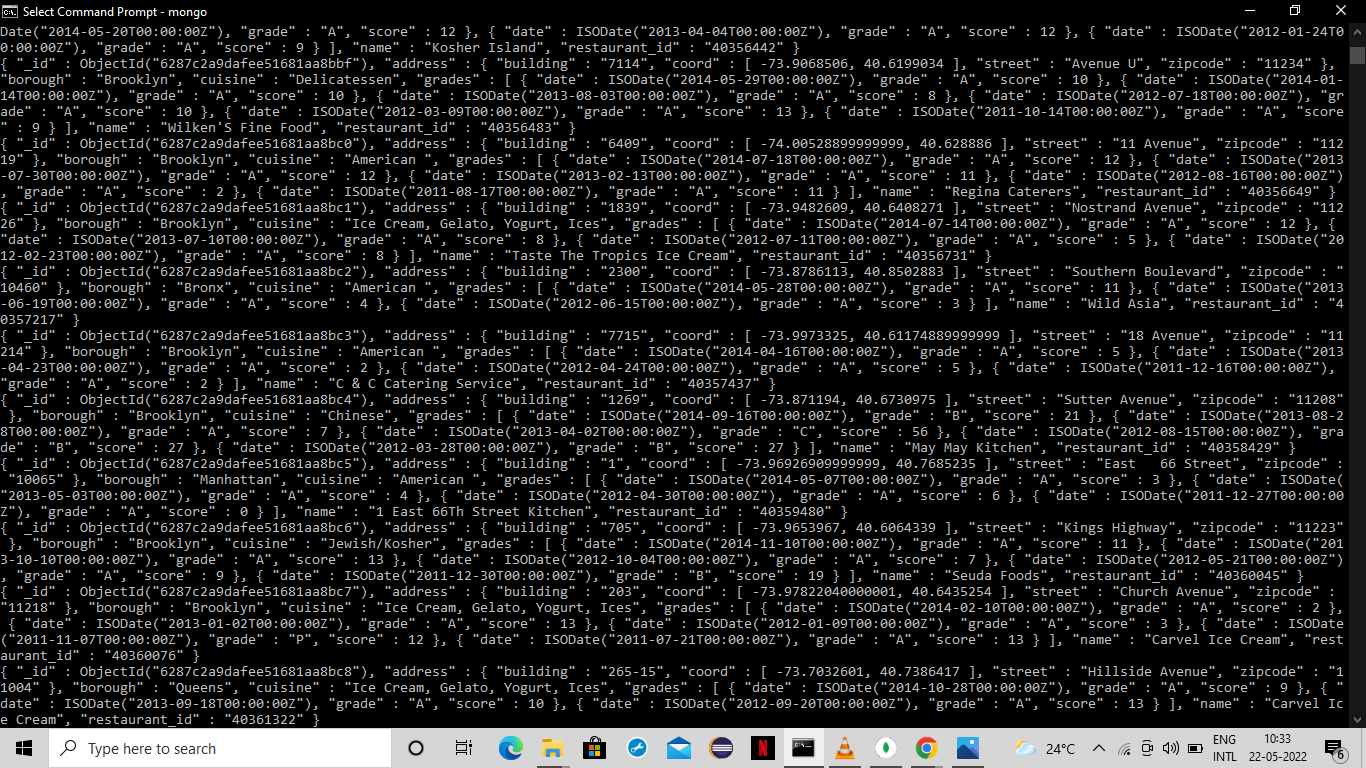 Select Command Prompt - mongo
Date("2014-05-20T00:00:00Z"), "grade" : "A", "score" : 12 }, { "date" : ISODate("2013-04-04T00:00:00Z"), "grade" : "A", "score" : 12 }, { "date" : ISODate("2012-01-24T0
0:00:00Z"), "grade" : "A", "score" : 9 } ], "name" : "Kosher Island", "restaurant_id" : "40356442" }
{ "_id" : ObjectId("6287c2a9dafee51681aa8bbf"), "address" : { "building" : "7114", "coord" : [ -73.9068506, 40.6199034 ], "street" : "Avenue U", "zipcode" : "11234" },
"borough" : "Brooklyn", "cuisine" : "Delicatessen", "grades" : [ { "date" : ISODate("2014-05-29T00:00:00Z"), "grade" : "A", "score" : 10 }, { "date" : ISODate("2014-01-
14T00:00:00Z"), "grade" : "A", "score" : 10 }, { "date" : ISODate("2013-08-03T00:00:00Z"), "grade" : "A", "score" : 8 }, { "date" : ISODate("2012-07-18T00:00:00Z"), "gr
ade" : "A", "score" : 10 }, { "date" : ISODate("2012-03-09T00:00:00Z"), "grade" : "A", "score" : 13 }, { "date" : ISODate("2011-10-14T00:00:00Z"), "grade" : "A", "score
" : 9 } ], "name" : "Wilken'S Fine Food", "restaurant_id" : "40356483" }
{ "_id" : ObjectId("6287c2a9dafee51681aa8bc0"), "address" : { "building" : "6409", "coord" : [ -74.00528899999999, 40.628886 ], "street" : "11 Avenue", "zipcode" : "112
19" }, "borough" : "Brooklyn", "cuisine" : "American ", "grades" : [ { "date" : ISODate("2014-07-18T00:00:00Z"), "grade" : "A", "score" : 12 }, { "date" : ISODate("2013
-07-30T00:00:00Z"), "grade" : "A", "score" : 12 }, { "date" : ISODate("2013-02-13T00:00:00Z"), "grade" : "A", "score" : 11 }, { "date" : ISODate("2012-08-16T00:00:00Z")
, "grade" : "A", "score" : 2 }, { "date" : ISODate("2011-08-17T00:00:00Z"), "grade" : "A", "score" : 11 } ], "name" : "Regina Caterers", "restaurant_id" : "40356649" }
{ "_id" : ObjectId("6287c2a9dafee51681aa8bc1"), "address" : { "building" : "1839", "coord" : [ -73.9482609, 40.6408271 ], "street" : "Nostrand Avenue", "zipcode" : "112
26" }, "borough" : "Brooklyn", "cuisine" : "Ice Cream, Gelato, Yogurt, Ices", "grades" : [ { "date" : ISODate("2014-07-14T00:00:00Z"), "grade" : "A", "score" : 12 }, {
"date" : ISODate("2013-07-10T00:00:00Z"), "grade" : "A", "score" : 8 }, { "date" : ISODate("2012-07-11T00:00:00Z"), "grade" : "A", "score" : 5 }, { "date" : ISODate("20
12-02-23T00:00:00Z"), "grade" : "A", "score" : 8 } ], "name" : "Taste The Tropics Ice Cream", "restaurant_id" : "40356731" }
{ "_id" : ObjectId("6287c2a9dafee51681aa8bc2"), "address" : { "building" : "2300", "coord" : [ -73.8786113, 40.8502883 ], "street" : "Southern Boulevard", "zipcode" : "
10460" }, "borough" : "Bronx", "cuisine" : "American ", "grades" : [ { "date" : ISODate("2014-05-28T00:00:00Z"), "grade" : "A", "score" : 11 }, { "date" : ISODate("2013
-06-19T00:00:00Z"), "grade" : "A", "score" : 4 }, { "date" : ISODate("2012-06-15T00:00:00Z"), "grade" : "A", "score" : 3 } ], "name" : "Wild Asia", "restaurant_id" : "4
0357217" }
{ "_id" : ObjectId("6287c2a9dafee51681aa8bc3"), "address" : { "building" : "7715", "coord" : [ -73.9973325, 40.61174889999999 ], "street" : "18 Avenue", "zipcode" : "11
214" }, "borough" : "Brooklyn", "cuisine" : "American ", "grades" : [ { "date" : ISODate("2014-04-16T00:00:00Z"), "grade" : "A", "score" : 5 }, { "date" : ISODate("2013
-04-23T00:00:00Z"), "grade" : "A", "score" : 2 }, { "date" : ISODate("2012-04-24T00:00:00Z"), "grade" : "A", "score" : 5 }, { "date" : ISODate("2011-12-16T00:00:00Z"),
"grade" : "A", "score" : 2 } ], "name" : "C & C Catering Service", "restaurant_id" : "40357437" }
{ "_id" : ObjectId("6287c2a9dafee51681aa8bc4"), "address" : { "building" : "1269", "coord" : [ -73.871194, 40.6730975 ], "street" : "Sutter Avenue", "zipcode" : "11208"
 }, "borough" : "Brooklyn", "cuisine" : "Chinese", "grades" : [ { "date" : ISODate("2014-09-16T00:00:00Z"), "grade" : "B", "score" : 21 }, { "date" : ISODate("2013-08-2
8T00:00:00Z"), "grade" : "A", "score" : 7 }, { "date" : ISODate("2013-04-02T00:00:00Z"), "grade" : "C", "score" : 56 }, { "date" : ISODate("2012-08-15T00:00:00Z"), "gra
de" : "B", "score" : 27 }, { "date" : ISODate("2012-03-28T00:00:00Z"), "grade" : "B", "score" : 27 } ], "name" : "May May Kitchen", "restaurant_id" : "40358429" }
{ "_id" : ObjectId("6287c2a9dafee51681aa8bc5"), "address" : { "building" : "1", "coord" : [ -73.96926909999999, 40.7685235 ], "street" : "East   66 Street", "zipcode" :
 "10065" }, "borough" : "Manhattan", "cuisine" : "American ", "grades" : [ { "date" : ISODate("2014-05-07T00:00:00Z"), "grade" : "A", "score" : 3 }, { "date" : ISODate(
"2013-05-03T00:00:00Z"), "grade" : "A", "score" : 4 }, { "date" : ISODate("2012-04-30T00:00:00Z"), "grade" : "A", "score" : 6 }, { "date" : ISODate("2011-12-27T00:00:00
Z"), "grade" : "A", "score" : 0 } ], "name" : "1 East 66Th Street Kitchen", "restaurant_id" : "40359480" }
{ "_id" : ObjectId("6287c2a9dafee51681aa8bc6"), "address" : { "building" : "705", "coord" : [ -73.9653967, 40.6064339 ], "street" : "Kings Highway", "zipcode" : "11223"
 }, "borough" : "Brooklyn", "cuisine" : "Jewish/Kosher", "grades" : [ { "date" : ISODate("2014-11-10T00:00:00Z"), "grade" : "A", "score" : 11 }, { "date" : ISODate("201
3-10-10T00:00:00Z"), "grade" : "A", "score" : 13 }, { "date" : ISODate("2012-10-04T00:00:00Z"), "grade" : "A", "score" : 7 }, { "date" : ISODate("2012-05-21T00:00:00Z")
, "grade" : "A", "score" : 9 }, { "date" : ISODate("2011-12-30T00:00:00Z"), "grade" : "B", "score" : 19 } ], "name" : "Seuda Foods", "restaurant_id" : "40360045" }
{ "_id" : ObjectId("6287c2a9dafee51681aa8bc7"), "address" : { "building" : "203", "coord" : [ -73.97822040000001, 40.6435254 ], "street" : "Church Avenue", "zipcode" :
"11218" }, "borough" : "Brooklyn", "cuisine" : "Ice Cream, Gelato, Yogurt, Ices", "grades" : [ { "date" : ISODate("2014-02-10T00:00:00Z"), "grade" : "A", "score" : 2 },
 { "date" : ISODate("2013-01-02T00:00:00Z"), "grade" : "A", "score" : 13 }, { "date" : ISODate("2012-01-09T00:00:00Z"), "grade" : "A", "score" : 3 }, { "date" : ISODate
("2011-11-07T00:00:00Z"), "grade" : "P", "score" : 12 }, { "date" : ISODate("2011-07-21T00:00:00Z"), "grade" : "A", "score" : 13 } ], "name" : "Carvel Ice Cream", "rest
aurant_id" : "40360076" }
{ "_id" : ObjectId("6287c2a9dafee51681aa8bc8"), "address" : { "building" : "265-15", "coord" : [ -73.7032601, 40.7386417 ], "street" : "Hillside Avenue", "zipcode" : "1
1004" }, "borough" : "Queens", "cuisine" : "Ice Cream, Gelato, Yogurt, Ices", "grades" : [ { "date" : ISODate("2014-10-28T00:00:00Z"), "grade" : "A", "score" : 9 }, { "
date" : ISODate("2013-09-18T00:00:00Z"), "grade" : "A", "score" : 10 }, { "date" : ISODate("2012-09-20T00:00:00Z"), "grade" : "A", "score" : 13 } ], "name" : "Carvel Ic
e Cream", "restaurant_id" : "40361322" }
Type here to search
24°C
ENG
INTL
10:33
22-05-2022
6